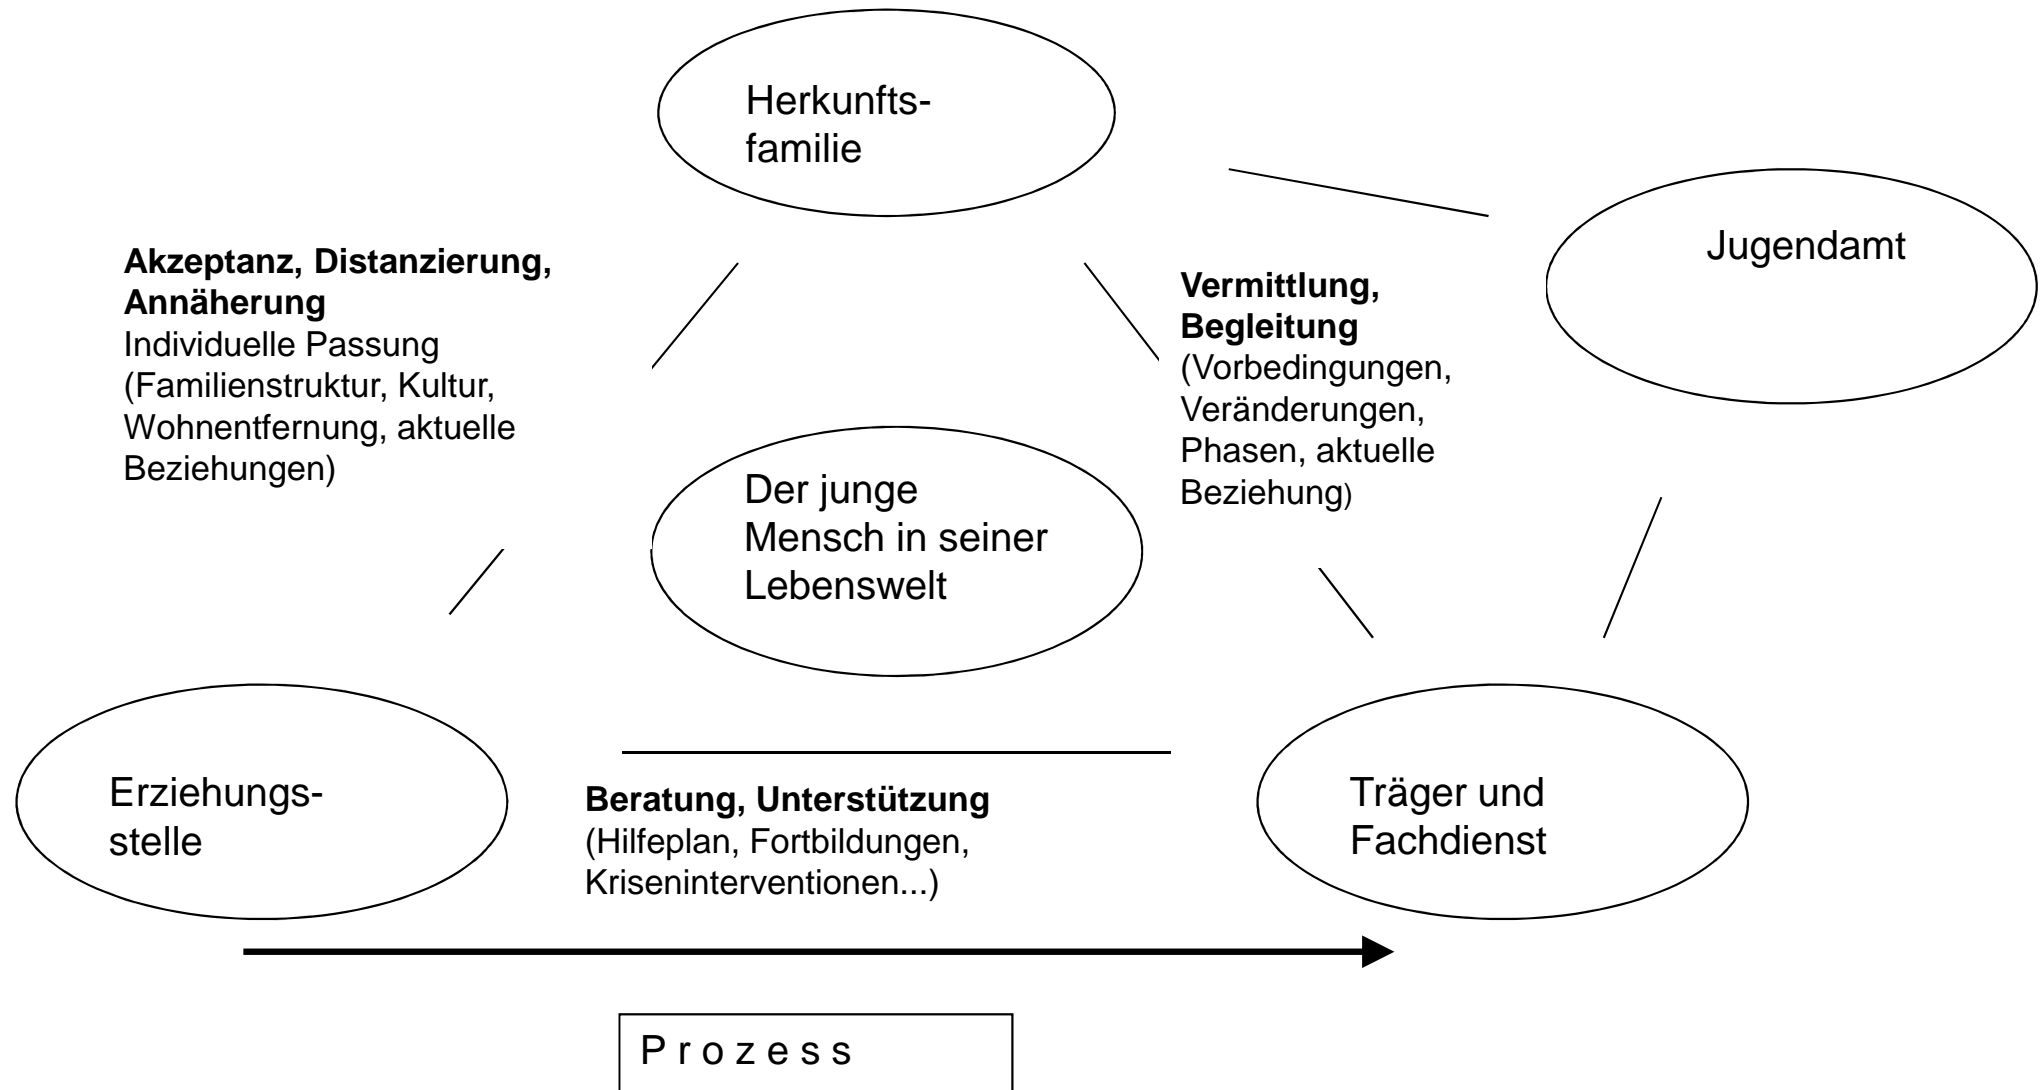 Herkunfts-
familie
Jugendamt
Akzeptanz, Distanzierung,
Annäherung
Individuelle Passung
(Familienstruktur, Kultur,
Wohnentfernung, aktuelle
Beziehungen)
Vermittlung,
Begleitung
(Vorbedingungen,
Veränderungen,
Phasen, aktuelle
Beziehung)
Der junge
Mensch in seiner
Lebenswelt
Erziehungs-
stelle
Beratung, Unterstützung
(Hilfeplan, Fortbildungen,
Kriseninterventionen...)
Träger und
Fachdienst
P r o z e s s